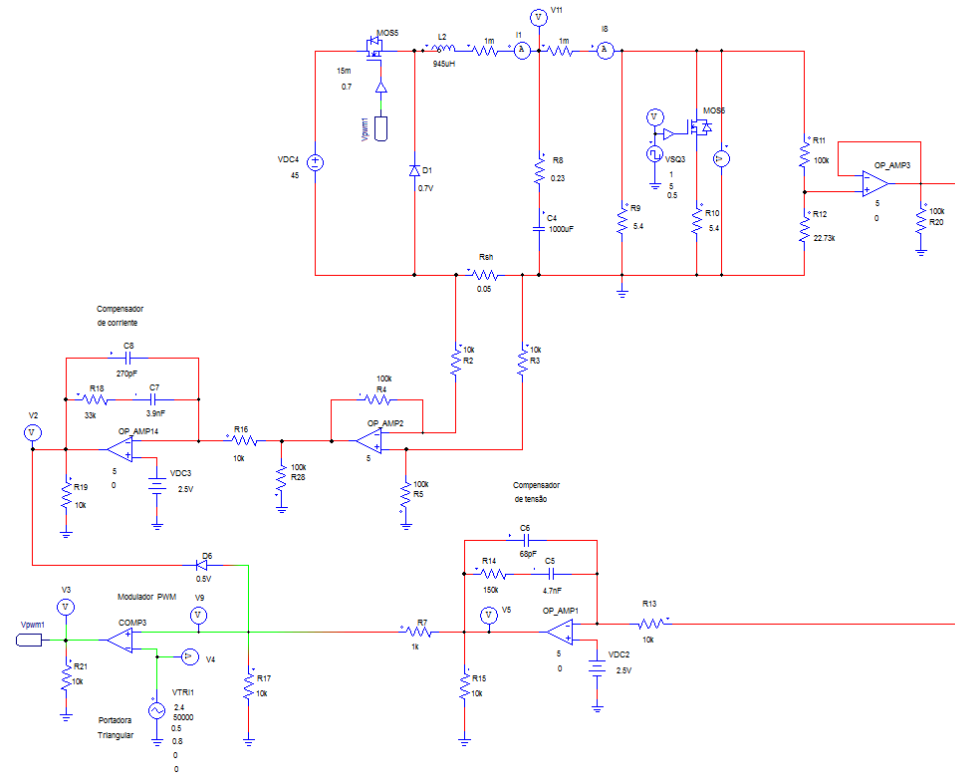 V11
V
MOS5
L2
945uH
1m
I1
A
1m
I8
A
15m
0.7
Vpwm1
VDC4
45
D1
0.7V
R8
0.23
C4
1000uF
V
VSQ3
1
5
0.5
MOS6
R9
5.4
R10
5.4
V
R11
100k
R12
22.73k
OP_AMP3
5
0
100k
R20
Rsh
0.05
10k
R2
10k
R3
Compensador
de corriente
C8
270pF
R18
33k
C7
3.9nF
V2
V
OP_AMP14
5
0
R19
10k
VDC3
2.5V
R16
10k
100k
R28
100k
R4
OP_AMP2
5
100k
R5
Compensador
de tensão
C6
68pF
R14
150k
C5
4.7nF
OP_AMP1
5
0
R13
10k
VDC2
2.5V
V5
V
R7
1k
R15
10k
D6
0.5V
V3
V
Modulador PWM
V9
V
Vpwm1
COMP3
V
V4
R21
10k
R17
10k
VTRI1
2.4
50000
0.5
0.8
0
0
Portadora
Triangular